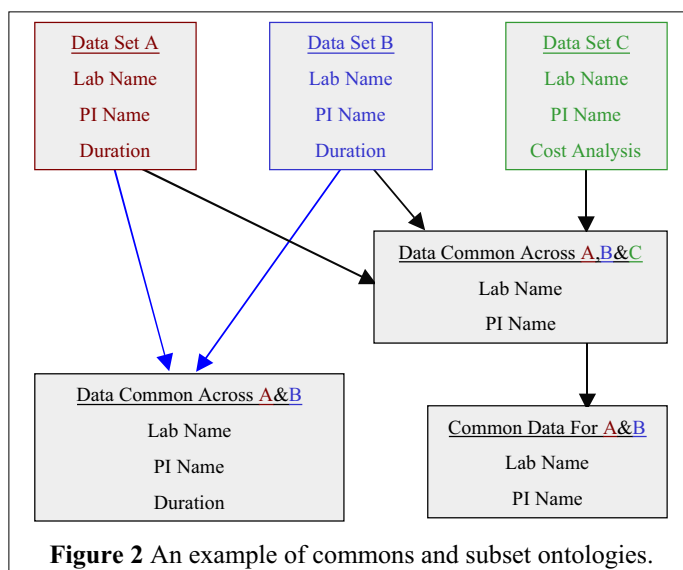 Data Set A
Lab Name
PI Name
Duration
Data Set B
Lab Name
PI Name
Duration
Data Set C
Lab Name
PI Name
Cost Analysis
Data Common Across A,B&C
Lab Name
PI Name
Data Common Across A&B
Lab Name
PI Name
Duration
Common Data For A&B
Lab Name
PI Name
Figure 2 An example of commons and subset ontologies.